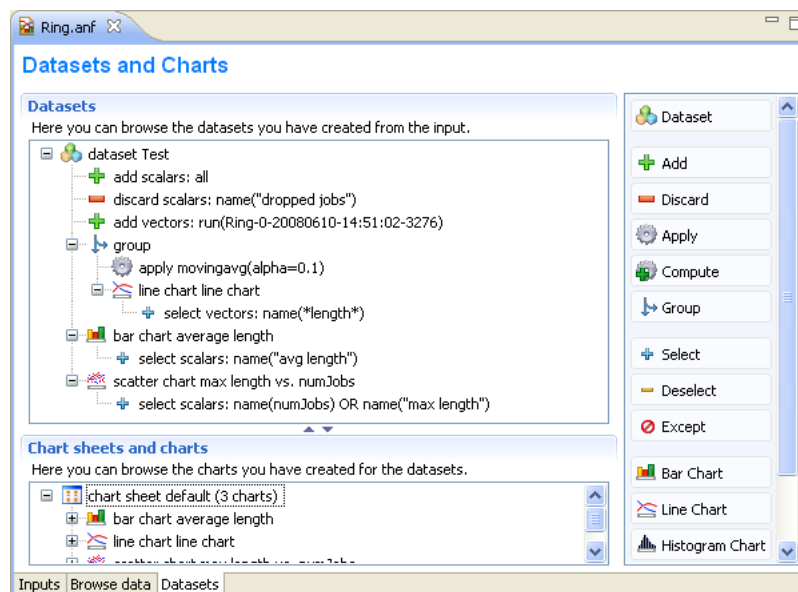 Ring.anf
Datasets and Charts
Datasets
Here you can browse the datasets you have created from the input.
dataset Test
add scalars: all
discard scalars: name("dropped jobs")
add vectors: run(Ring-0-20080610-14:51:02-3276)
group
apply movingavg(alpha=0.1)
line chart line chart
select vectors: name(*length*)
bar chart average length
select scalars: name("avg length")
scatter chart max length vs. numJobs
select scalars: name(numJobs) OR name("max length")
Chart sheets and charts
Here you can browse the charts you have created for the datasets.
chart sheet default (3 charts)
bar chart average length
line chart line chart
scatter chart max length vs. numJobs
Dataset
Add
Discard
Apply
Compute
Group
Select
Deselect
Except
Bar Chart
Line Chart
Histogram Chart
Inputs Browse data Datasets